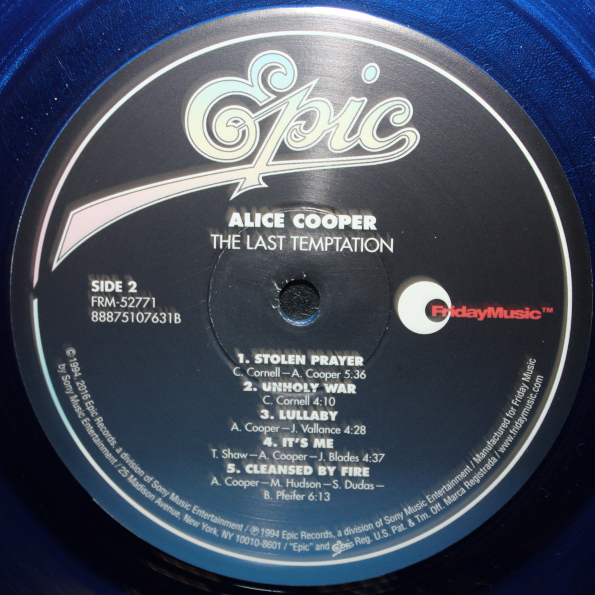 Epic
ALICE COOPER
THE LAST TEMPTATION
SIDE 2
FRM-52771
88875107631B
FridayMusic™
1. STOLEN PRAYER
C. Cornell—A. Cooper 5:36
2. UNHOLY WAR
C. Cornell 4:10
3. LULLABY
A. Cooper—J. Vallance 4:28
4. IT'S ME
T. Shaw—A. Cooper—J. Blades 4:37
5. CLEANSED BY FIRE
A. Cooper—M. Hudson—S. Dudas—
B. Pfeifer 6:13
© 1994, 2016 Epic Records, a division of Sony Music Entertainment / Manufactured for Friday Music
by Sony Music Entertainment / 25 Madison Avenue, New York, NY 10010-8601 / "Epic" and Epic Reg. U.S. Pat. & Tm. Off. Marca Registrada / www.fridaymusic.com
℗ 1994 Epic Records, a division of Sony Music Entertainment